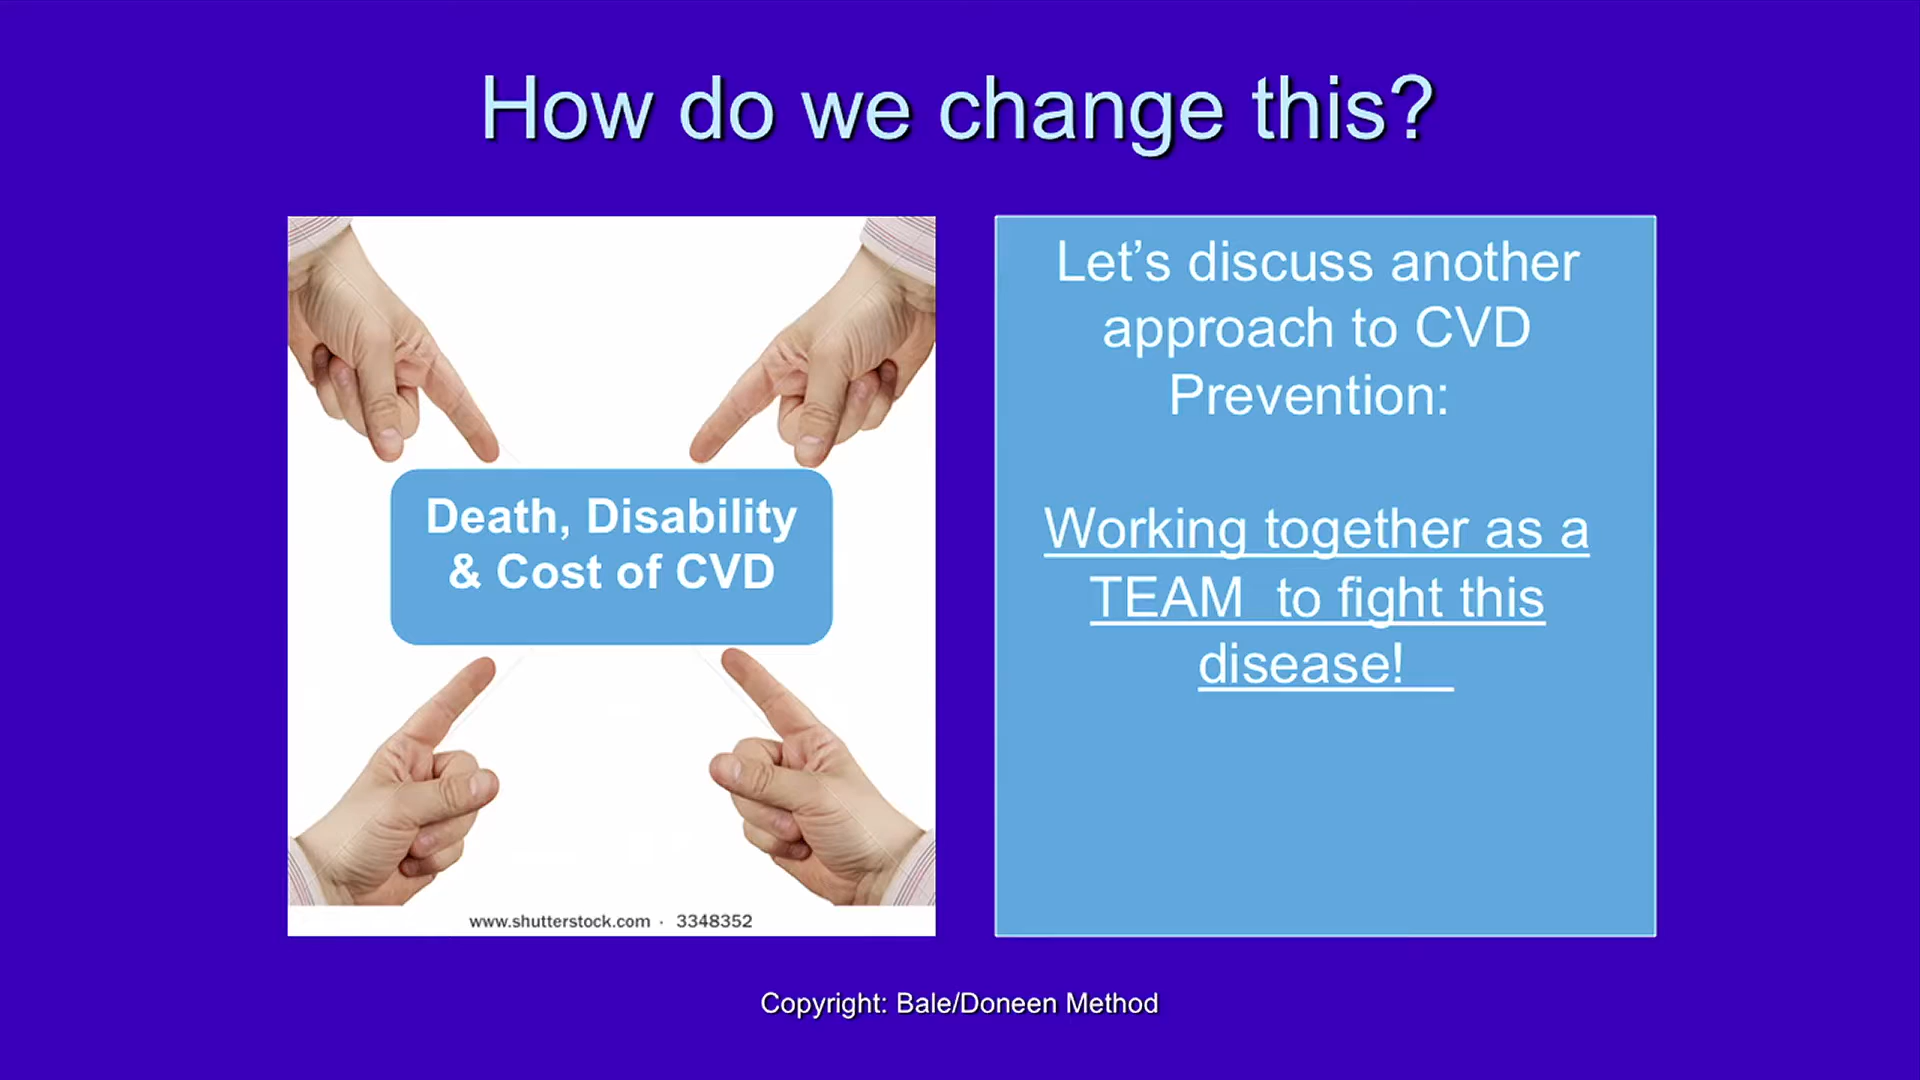 How do we change this?
Death, Disability
& Cost of CVD
www.shutterstock.com · 3348352
Let’s discuss another
approach to CVD
Prevention:
Working together as a
TEAM to fight this
disease!
Copyright: Bale/Doneen Method